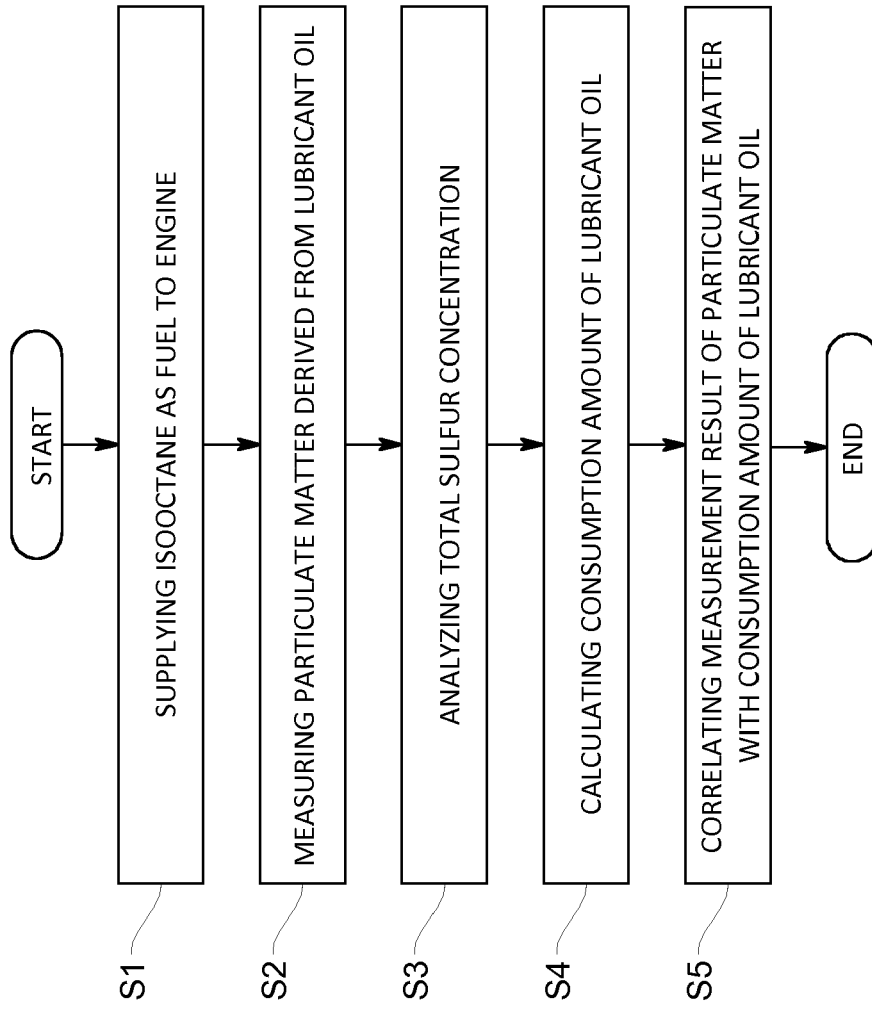 START
S1
SUPPLYING ISOOCTANE AS FUEL TO ENGINE
S2
MEASURING PARTICULATE MATTER DERIVED FROM LUBRICANT OIL
S3
ANALYZING TOTAL SULFUR CONCENTRATION
S4
CALCULATING CONSUMPTION AMOUNT OF LUBRICANT OIL
S5
CORRELATING MEASUREMENT RESULT OF PARTICULATE MATTER
WITH CONSUMPTION AMOUNT OF LUBRICANT OIL
END